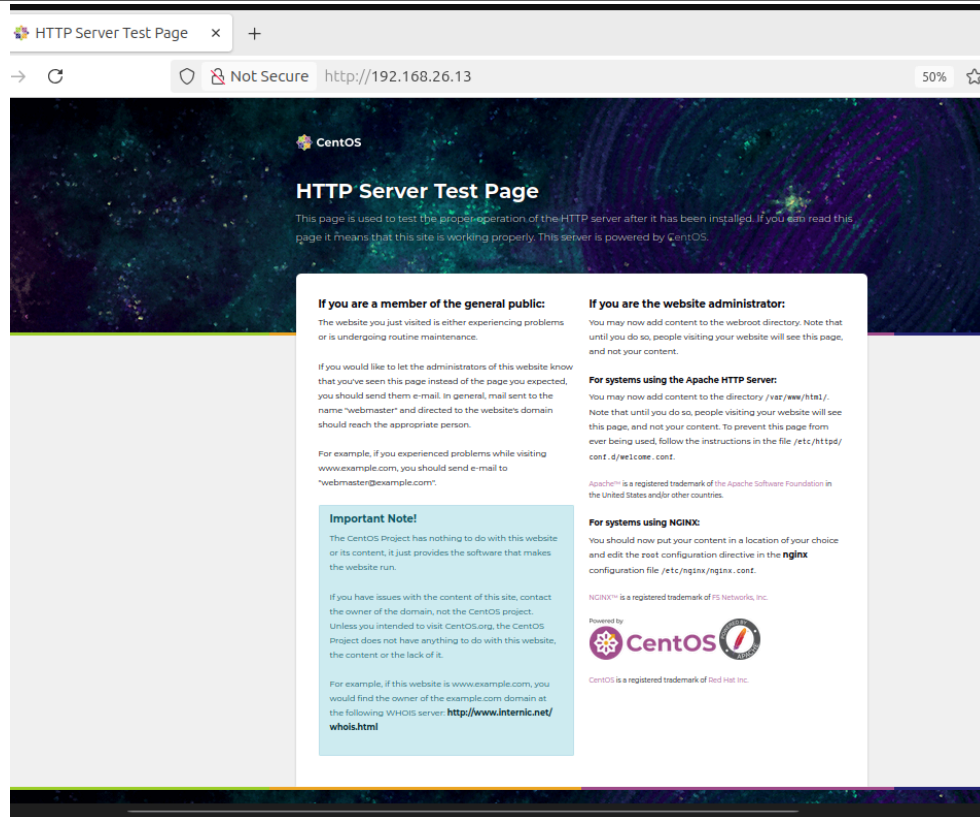 HTTP Server Test Page
Not Secure http://192.168.26.13 50%
CentOS
HTTP Server Test Page
This page is used to test the proper operation of the HTTP server after it has been installed. If you can read this
page it means that this site is working properly. This server is powered by CentOS.
If you are a member of the general public:
The website you just visited is either experiencing problems
or is undergoing routine maintenance.
If you would like to let the administrators of this website know
that you've seen this page instead of the page you expected,
you should send them e-mail. In general, mail sent to the
name "webmaster" and directed to the website's domain
should reach the appropriate person.
For example, if you experienced problems while visiting
www.example.com, you should send e-mail to
"webmaster@example.com".
Important Note!
The CentOS Project has nothing to do with this website
or its content, it just provides the software that makes
the website run.
If you have issues with the content of this site, contact
the owner of the domain, not the CentOS project.
Unless you intended to visit CentOS.org, the CentOS
Project does not have anything to do with this website,
the content or the lack of it.
For example, if this website is www.example.com, you
would find the owner of the example.com domain at
the following WHOIS server: http://www.internic.net/
whois.html
If you are the website administrator:
You may now add content to the webroot directory. Note that
until you do so, people visiting your website will see this page,
and not your content.
For systems using the Apache HTTP Server:
You may now add content to the directory /var/www/html/.
Note that until you do so, people visiting your website will see
this page, and not your content. To prevent this page from
ever being used, follow the instructions in the file /etc/httpd/
conf.d/welcome.conf.
Apache™ is a registered trademark of the Apache Software Foundation in
the United States and/or other countries.
For systems using NGINX:
You should now put your content in a location of your choice
and edit the root configuration directive in the nginx
configuration file /etc/nginx/nginx.conf.
NGINX™ is a registered trademark of F5 Networks, Inc.
Powered by
CentOS
POWERED BY
APACHE
CentOS is a registered trademark of Red Hat Inc.